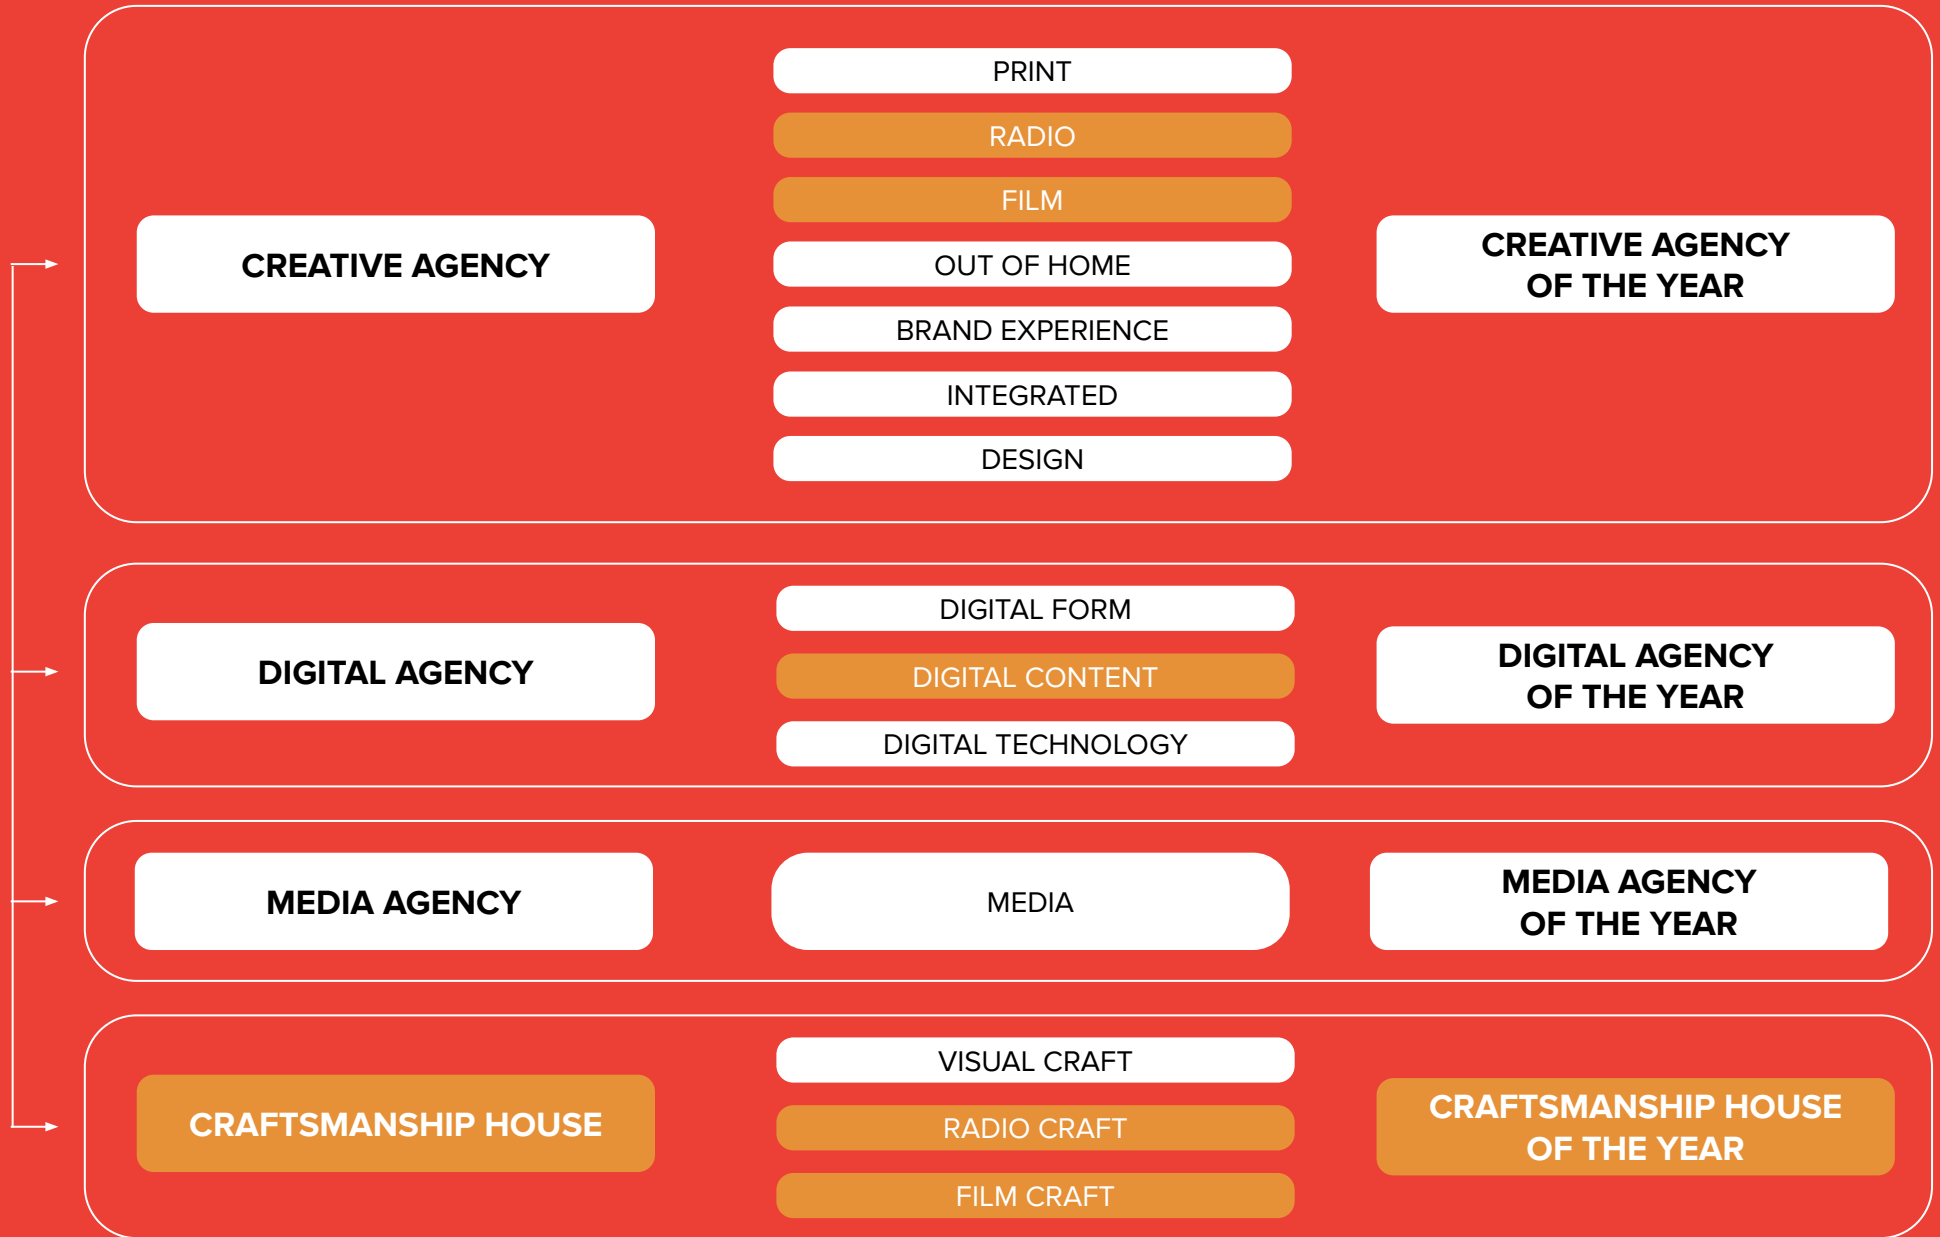 CREATIVE AGENCY
PRINT
RADIO
FILM
OUT OF HOME
BRAND EXPERIENCE
INTEGRATED
DESIGN
CREATIVE AGENCY
OF THE YEAR
DIGITAL AGENCY
DIGITAL FORM
DIGITAL CONTENT
DIGITAL TECHNOLOGY
DIGITAL AGENCY
OF THE YEAR
MEDIA AGENCY
MEDIA
MEDIA AGENCY
OF THE YEAR
CRAFTSMANSHIP HOUSE
VISUAL CRAFT
RADIO CRAFT
FILM CRAFT
CRAFTSMANSHIP HOUSE
OF THE YEAR